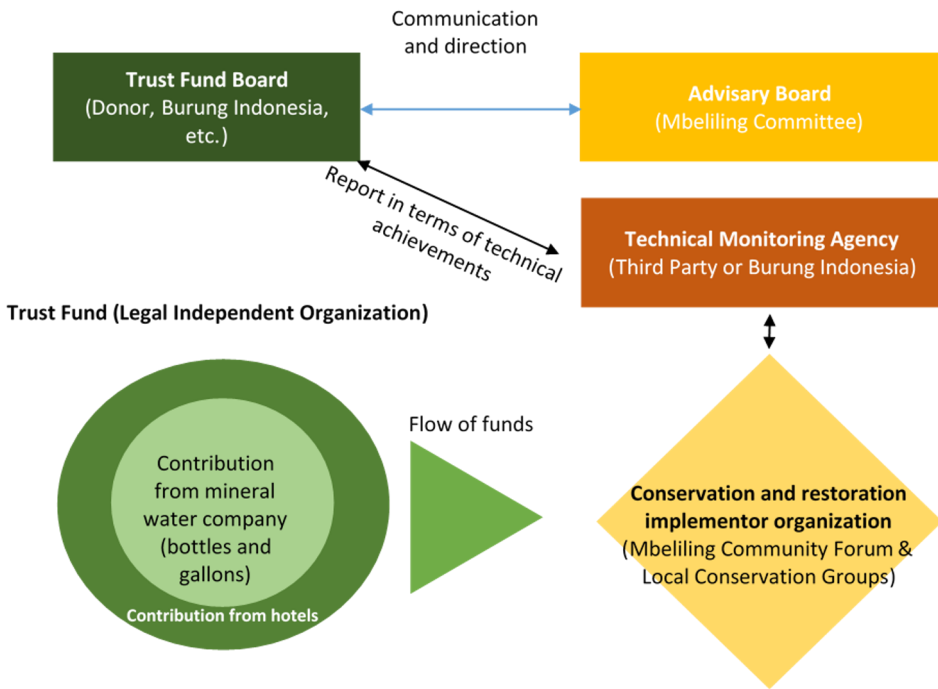 Communication
and direction
Trust Fund Board
(Donor, Burung Indonesia,
etc.)
Advisary Board
(Mbeliling Committee)
Report in terms of technical
achievements
Technical Monitoring Agency
(Third Party or Burung Indonesia)
Trust Fund (Legal Independent Organization)
Flow of funds
Contribution
from mineral
water company
(bottles and
gallons)
Contribution from hotels
Conservation and restoration
implementor organization
(Mbeliling Community Forum &
Local Conservation Groups)